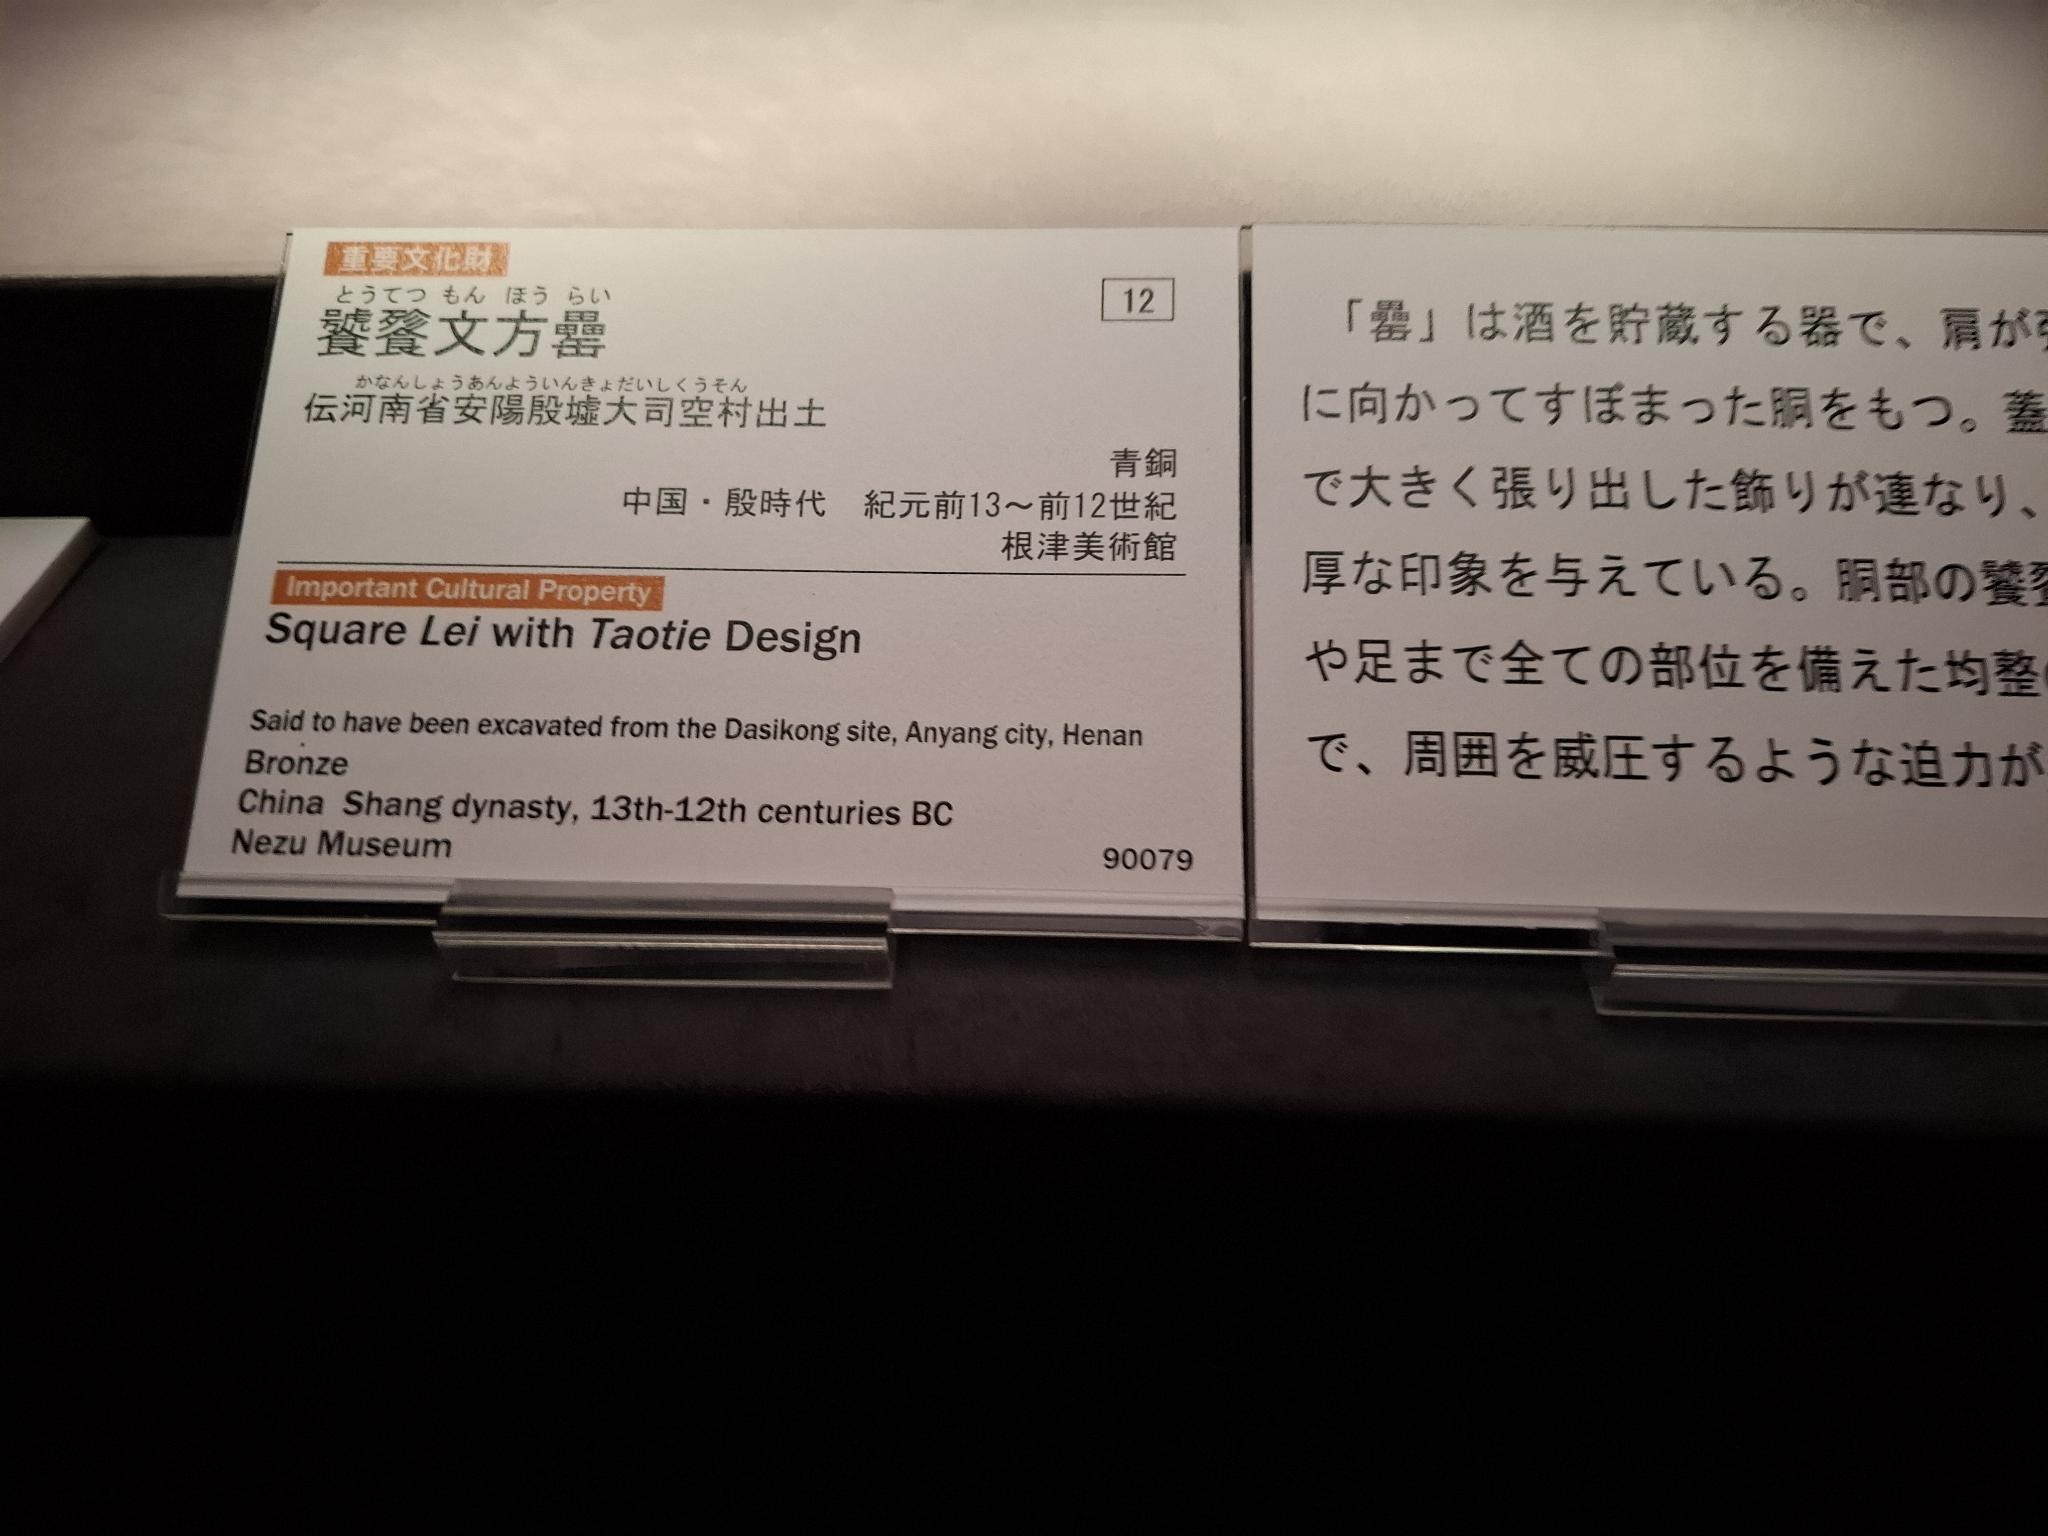 重要文化財
とうてつ もん ほう らい
饕餮文方罍
12
かなんしょうあんよういんきょだいしくうそん
伝河南省安陽殷墟大司空村出土
青銅
中国・殷時代　紀元前13～前12世紀
根津美術館
Important Cultural Property
Square Lei with Taotie Design
Said to have been excavated from the Dasikong site, Anyang city, Henan
Bronze
China Shang dynasty, 13th-12th centuries BC
Nezu Museum
90079
「罍」は酒を貯蔵する器で、肩が
に向かってすぼまった胴をもつ。蓋
で大きく張り出した飾りが連なり、
厚な印象を与えている。胴部の饕
や足まで全ての部位を備えた均整
で、周囲を威圧するような迫力が